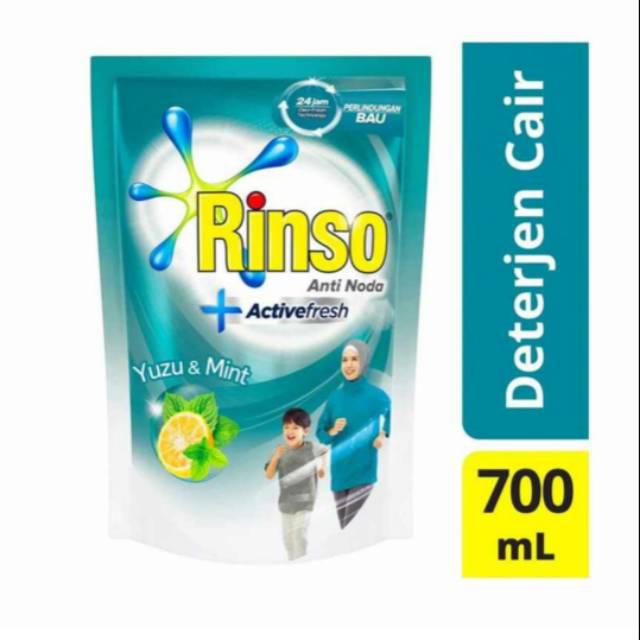 24 jam
PERLINDUNGAN
BAU
Rinso
Anti Noda
+ Activefresh
Yuzu & Mint
Deterjen Cair
700
mL